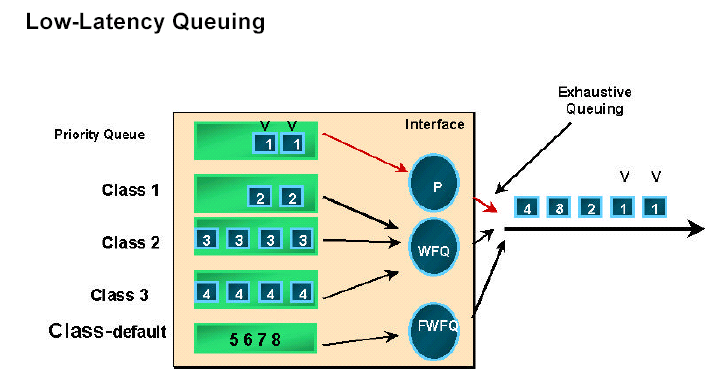 Low-Latency Queuing
Exhaustive
Queuing
Interface
Priority Queue
V V
1 1
P
V V
Class 1
2 2
4 3 2 1 1
Class 2
3 3 3 3
WFQ
Class 3
4 4 4 4
Class-default
5 6 7 8
FWFQ